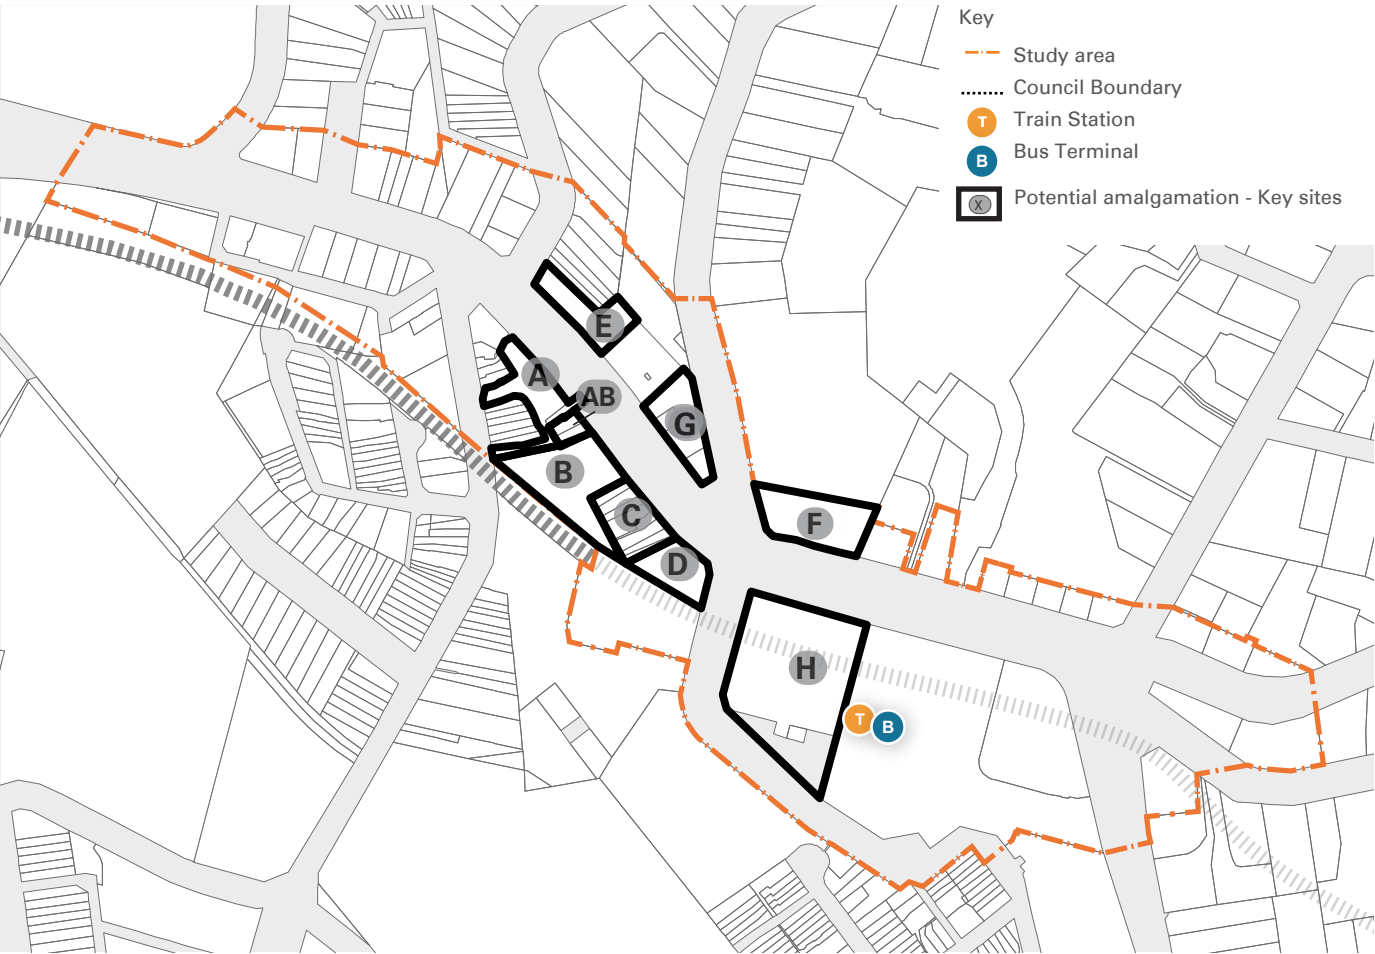 Key
Study area
Council Boundary
T Train Station
B Bus Terminal
X Potential amalgamation - Key sites
E
A
AB
G
B
C
F
D
H
T B